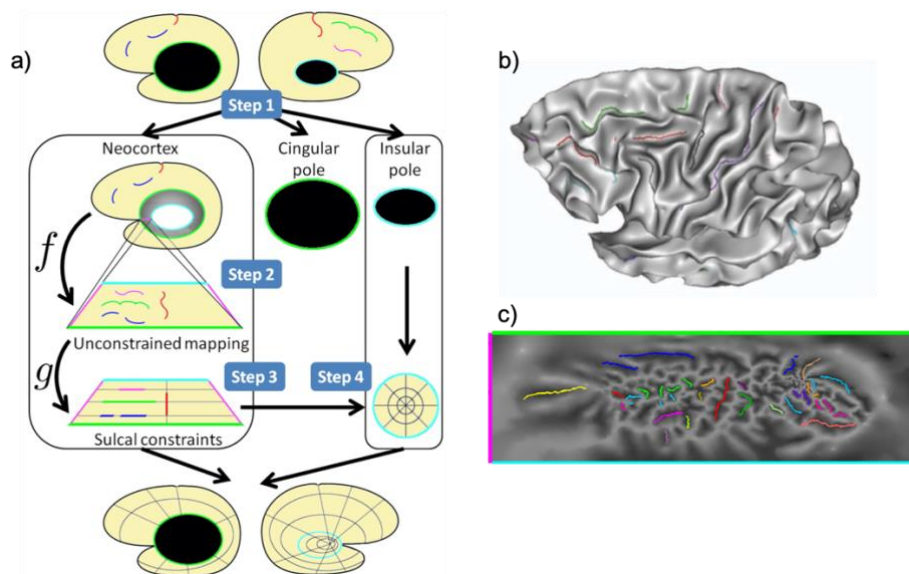 a)
b)
Step 1
Neocortex
Cingular
pole
Insular
pole
f
Step 2
Unconstrained mapping
g
Step 3
Step 4
Sulcal constraints
c)